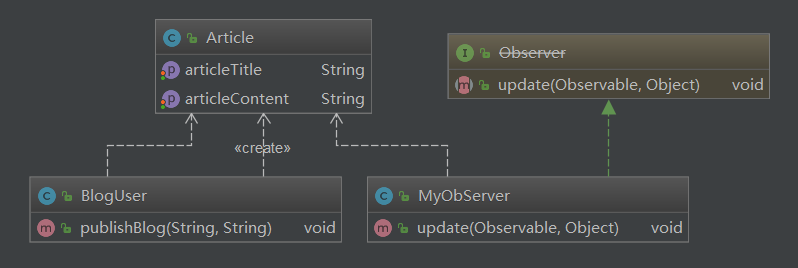 C Article
p articleTitle String
p articleContent String
I Observer
m update(Observable, Object) void
«create»
C BlogUser
m publishBlog(String, String) void
C MyObServer
m update(Observable, Object) void